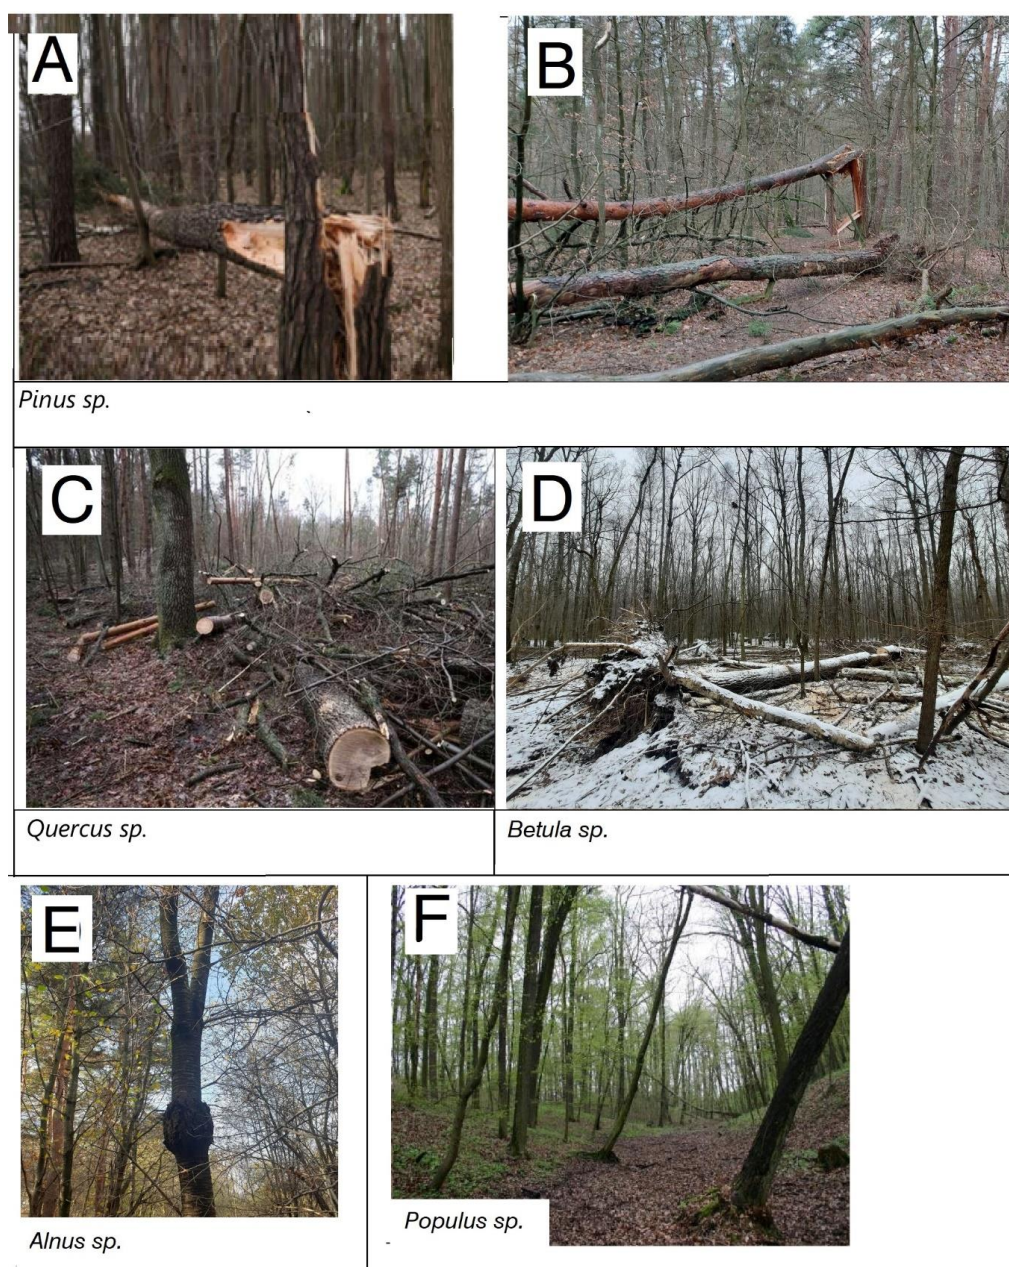 A
B
Pinus sp.
C
D
Quercus sp.
Betula sp.
E
F
Alnus sp.
Populus sp.